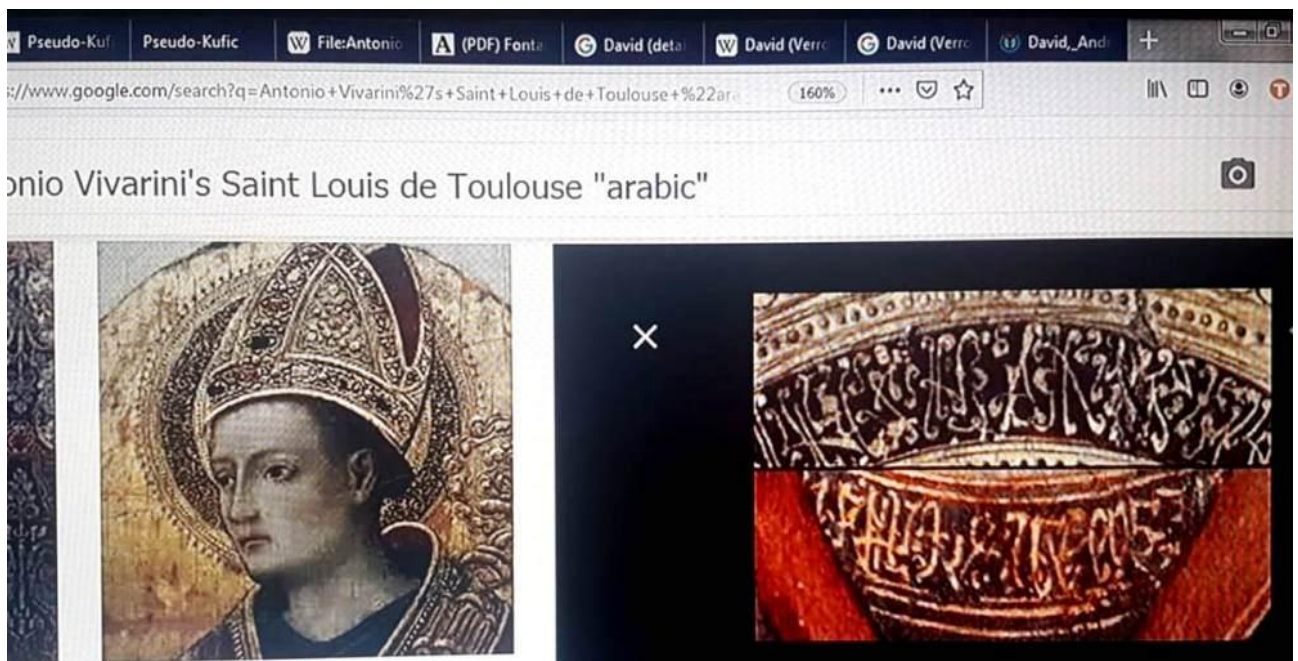 Pseudo-Kuf
Pseudo-Kufic
File:Antonio
(PDF) Fonta
David (deta
David (Verro
David (Verro
David,_Andr
://www.google.com/search?q=Antonio+Vivarini%27s+Saint+Louis+de+Toulouse+%22ar
160%
onio Vivarini's Saint Louis de Toulouse "arabic"